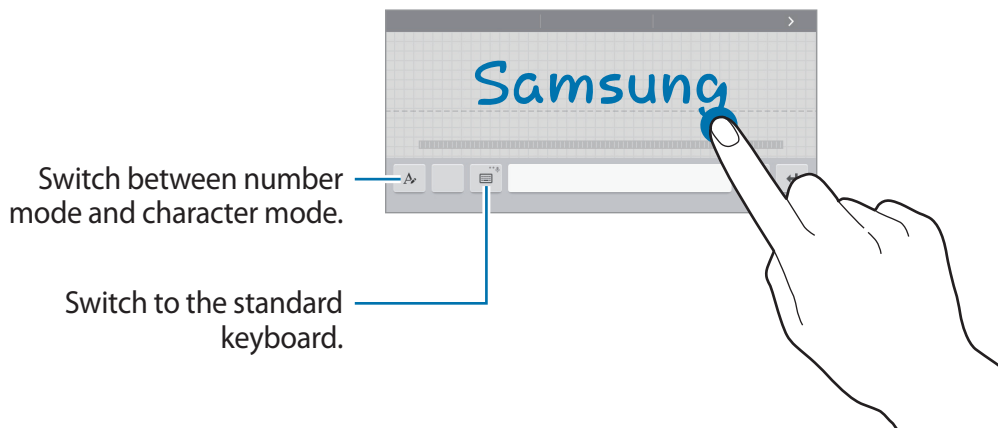 Samsung
Switch between number
mode and character mode.
Switch to the standard
keyboard.